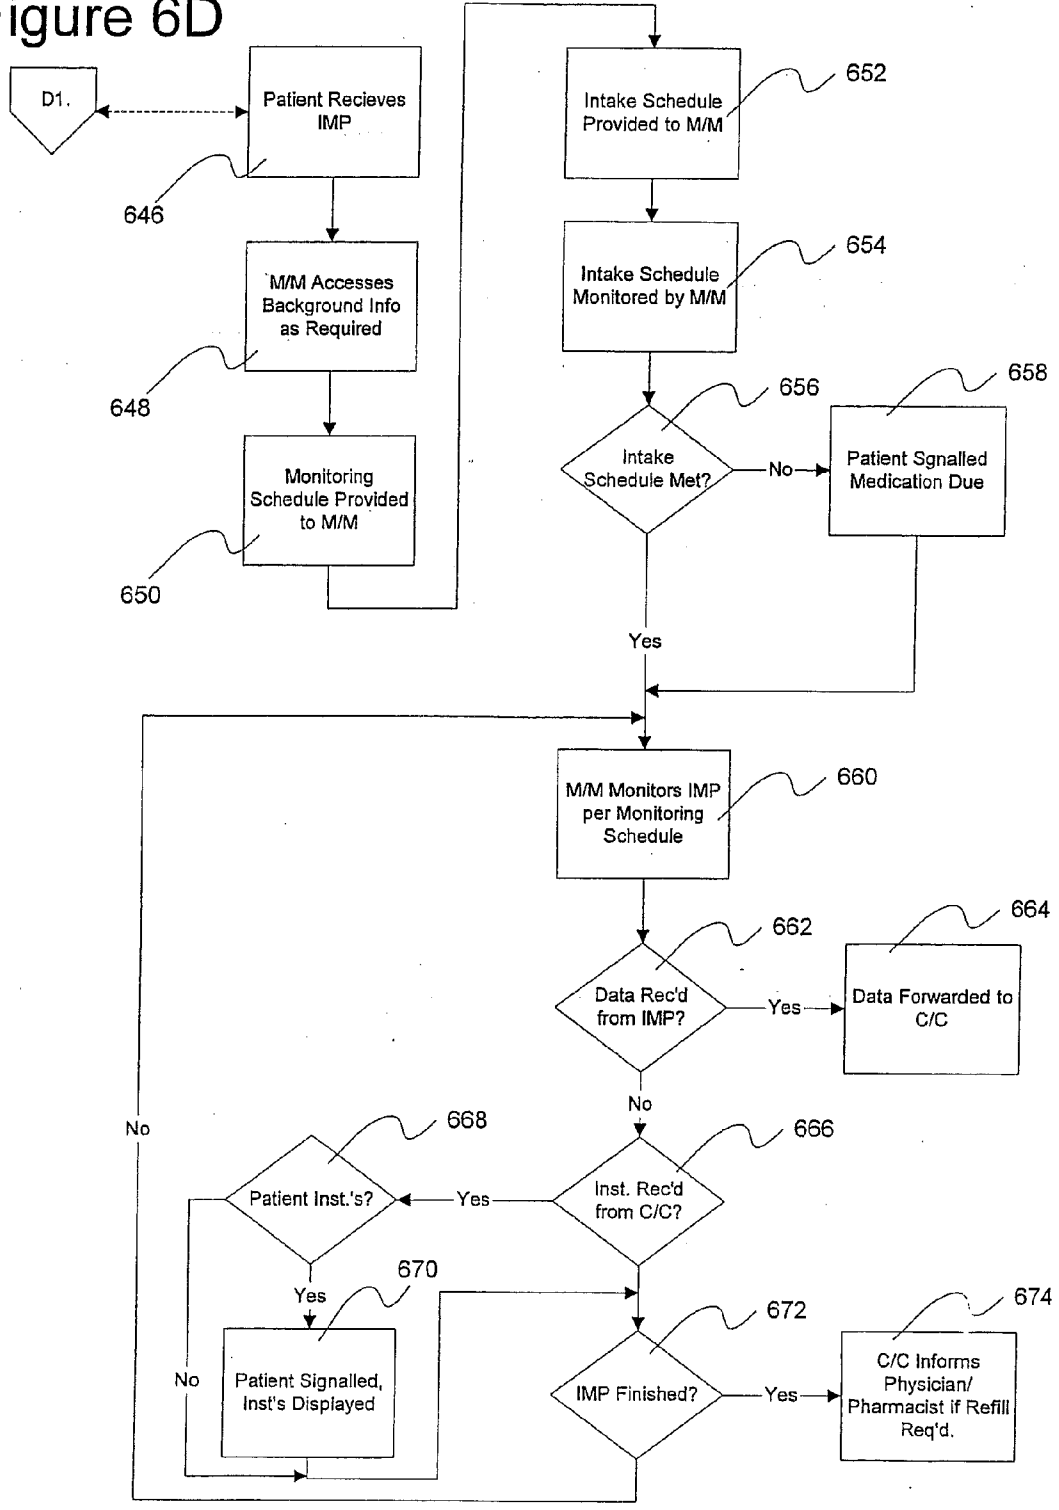 igure 6D
D1.
Patient Recieves
IMP
646
M/M Accesses
Background Info
as Required
648
Monitoring
Schedule Provided
to M/M
650
Intake Schedule
Provided to M/M
652
Intake Schedule
Monitored by M/M
654
Intake
Schedule Met?
656
No
Patient Sgnalled
Medication Due
658
Yes
M/M Monitors IMP
per Monitoring
Schedule
660
Data Rec'd
from IMP?
662
Yes
Data Forwarded to
C/C
664
No
Inst. Rec'd
from C/C?
666
Yes
Patient Inst.'s?
668
Yes
Patient Signalled,
Inst's Displayed
670
No
IMP Finished?
672
Yes
C/C Informs
Physician/
Pharmacist if Refill
Req'd.
674
No